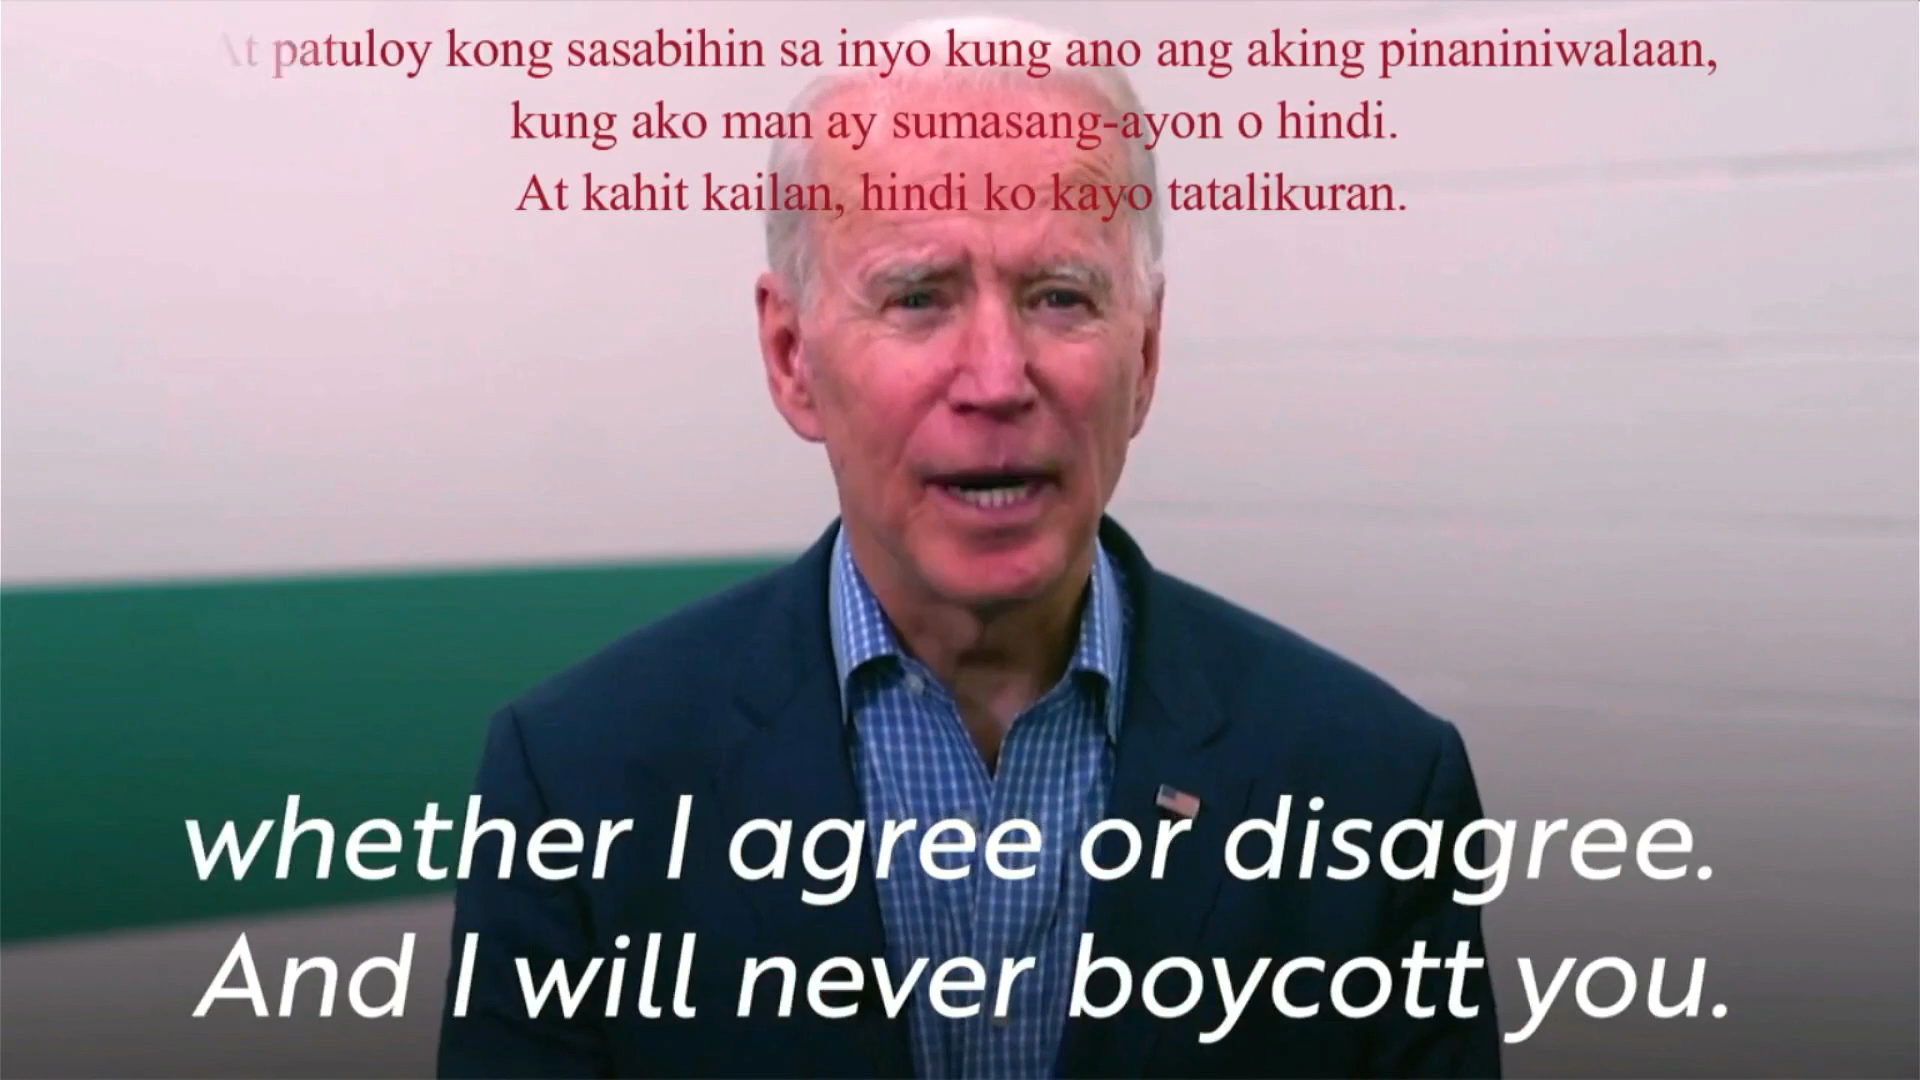 At patuloy kong sasabihin sa inyo kung ano ang aking pinaniniwalaan,
kung ako man ay sumasang-ayon o hindi.
At kahit kailan, hindi ko kayo tatalikuran.
whether I agree or disagree.
And I will never boycott you.